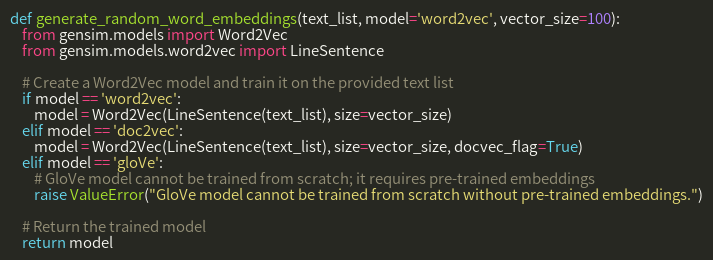 def generate_random_word_embeddings(text_list, model='word2vec', vector_size=100):
    from gensim.models import Word2Vec
    from gensim.models.word2vec import LineSentence

    # Create a Word2Vec model and train it on the provided text list
    if model == 'word2vec':
        model = Word2Vec(LineSentence(text_list), size=vector_size)
    elif model == 'doc2vec':
        model = Word2Vec(LineSentence(text_list), size=vector_size, docvec_flag=True)
    elif model == 'gloVe':
        # GloVe model cannot be trained from scratch; it requires pre-trained embeddings
        raise ValueError("GloVe model cannot be trained from scratch without pre-trained embeddings.")

    # Return the trained model
    return model